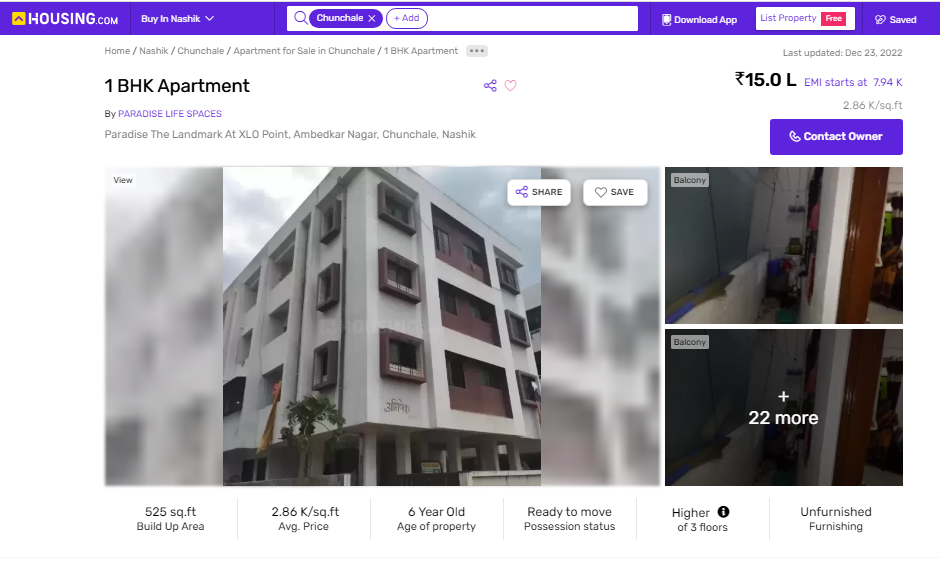 HOUSING.COM
Buy In Nashik
Chunchale ×
+ Add
Download App
List Property Free
Saved
Home / Nashik / Chunchale / Apartment for Sale in Chunchale / 1 BHK Apartment
Last updated: Dec 23, 2022
1 BHK Apartment
₹15.0 L EMI starts at 7.94 K
By PARADISE LIFE SPACES
2.86 K/sq.ft
Paradise The Landmark At XLO Point, Ambedkar Nagar, Chunchale, Nashik
Contact Owner
View
SHARE
SAVE
Balcony
Balcony
+
22 more
525 sq.ft
Build Up Area
2.86 K/sq.ft
Avg. Price
6 Year Old
Age of property
Ready to move
Possession status
Higher
of 3 floors
Unfurnished
Furnishing